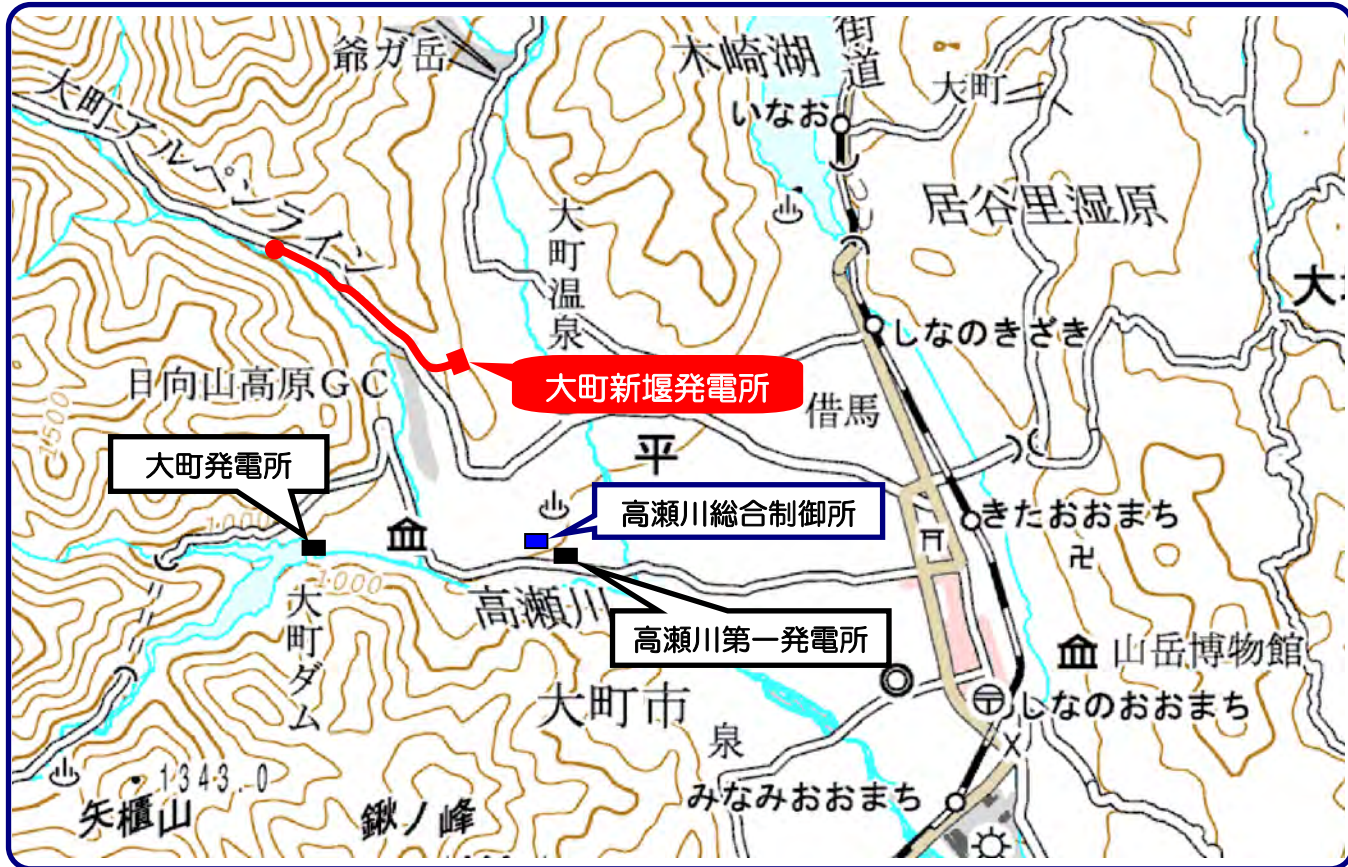 爺ガ岳
木崎湖
街道
大町
いなお
大町アルペンライン
居谷里湿原
大町温泉
しなのきざき
日向山高原GC
大町新堰発電所
借馬
1500
大町発電所
平
高瀬川総合制御所
きたおおまち
1000
1000
大町ダム
高瀬川
高瀬川第一発電所
山岳博物館
大町市
しなのおおまち
泉
1343.0
矢櫃山
鍬ノ峰
みなみおおまち